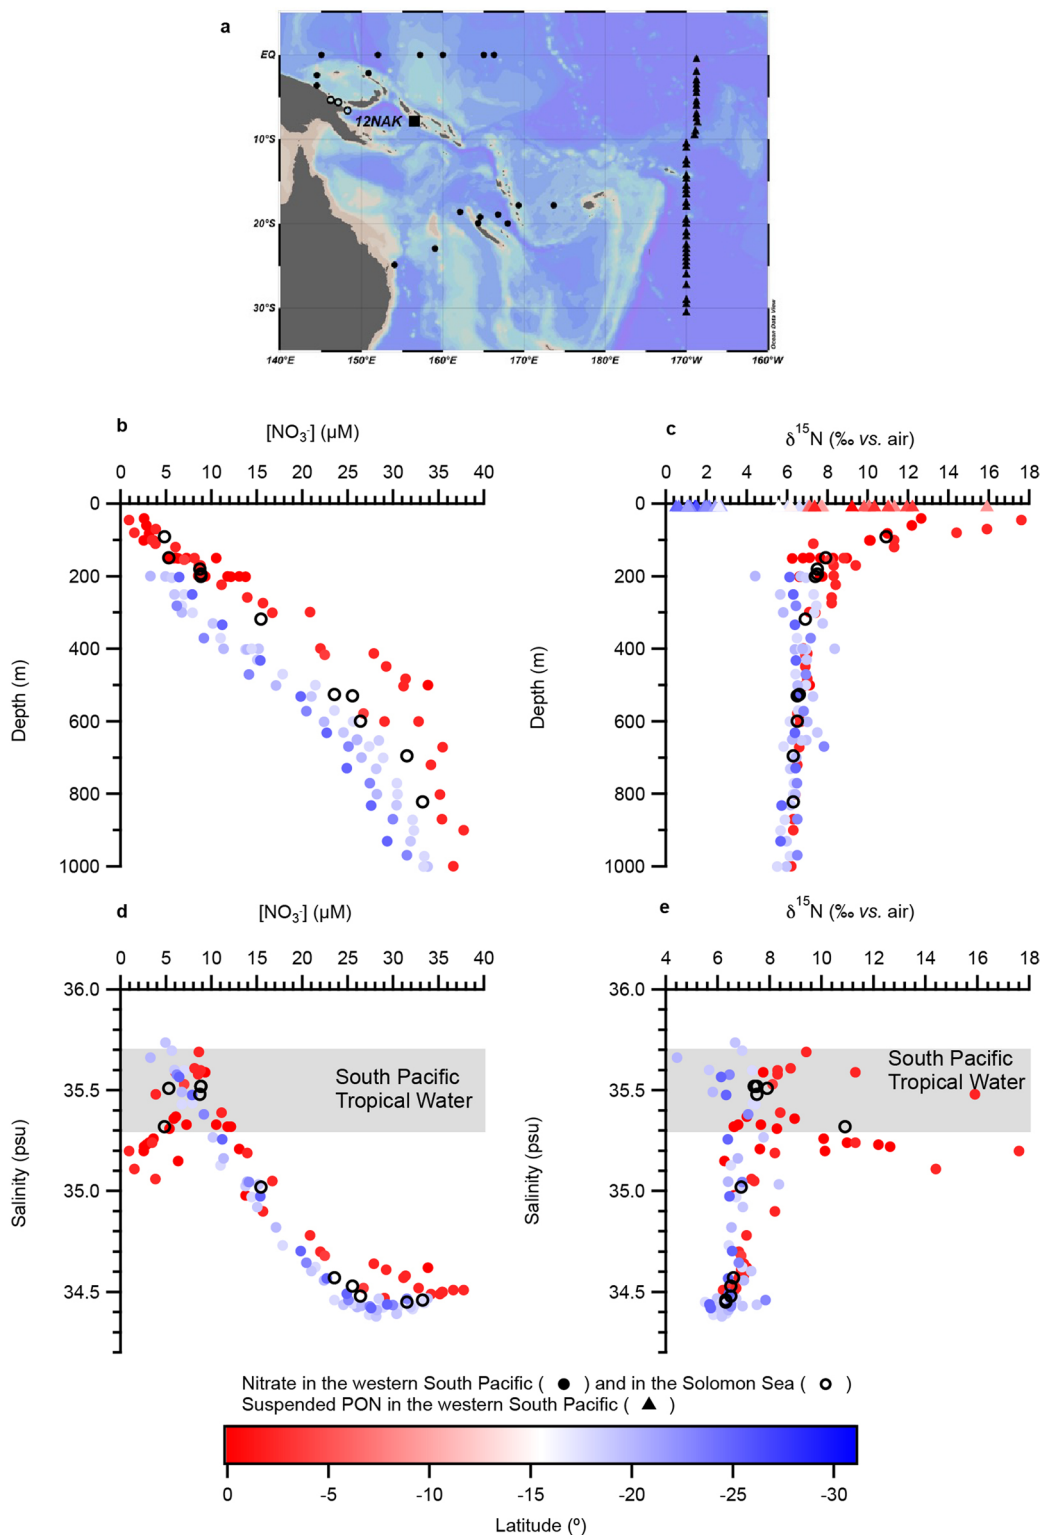 a
EQ
10°S
20°S
30°S
12NAK
140°E 150°E 160°E 170°E 170°W 160°W
Ocean Data View
b
[NO3-] (µM)
0 5 10 15 20 25 30 35 40
0
200
400
600
800
1000
Depth (m)
c
δ15N (‰ vs. air)
0 2 4 6 8 10 12 14 16 18
0
200
400
600
800
1000
Depth (m)
d
[NO3-] (µM)
0 5 10 15 20 25 30 35 40
36.0
35.5
35.0
34.5
Salinity (psu)
South Pacific
Tropical Water
e
δ15N (‰ vs. air)
4 6 8 10 12 14 16 18
36.0
35.5
35.0
34.5
Salinity (psu)
South Pacific
Tropical Water
Nitrate in the western South Pacific ( ● ) and in the Solomon Sea ( o )
Suspended PON in the western South Pacific ( ▲ )
0 -5 -10 -15 -20 -25 -30
Latitude (º)